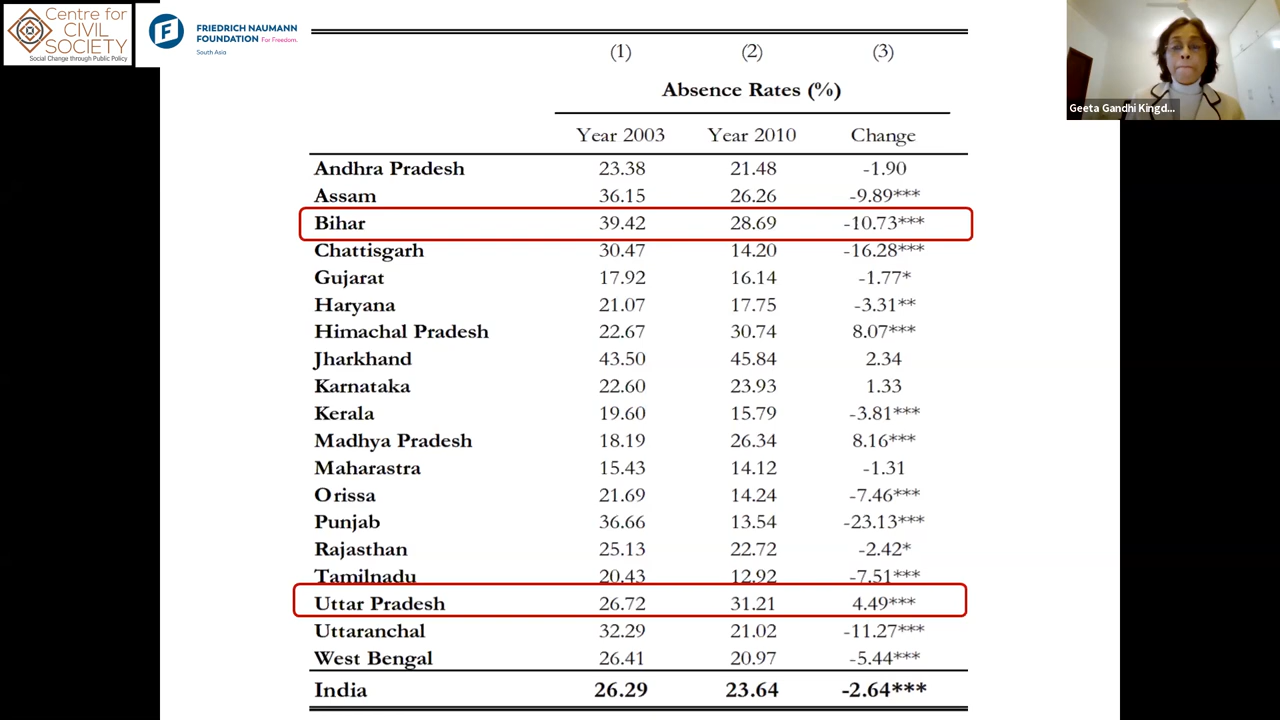 Centre for
CIVIL
SOCIETY
Social Change through Public Policy
FRIEDRICH NAUMANN
FOUNDATION For Freedom.
South Asia
Geeta Gandhi Kingd...
(1) (2) (3)
Absence Rates (%)
Year 2003 Year 2010 Change
Andhra Pradesh 23.38 21.48 -1.90
Assam 36.15 26.26 -9.89***
Bihar 39.42 28.69 -10.73***
Chattisgarh 30.47 14.20 -16.28***
Gujarat 17.92 16.14 -1.77*
Haryana 21.07 17.75 -3.31**
Himachal Pradesh 22.67 30.74 8.07***
Jharkhand 43.50 45.84 2.34
Karnataka 22.60 23.93 1.33
Kerala 19.60 15.79 -3.81***
Madhya Pradesh 18.19 26.34 8.16***
Maharastra 15.43 14.12 -1.31
Orissa 21.69 14.24 -7.46***
Punjab 36.66 13.54 -23.13***
Rajasthan 25.13 22.72 -2.42*
Tamilnadu 20.43 12.92 -7.51***
Uttar Pradesh 26.72 31.21 4.49***
Uttaranchal 32.29 21.02 -11.27***
West Bengal 26.41 20.97 -5.44***
India 26.29 23.64 -2.64***